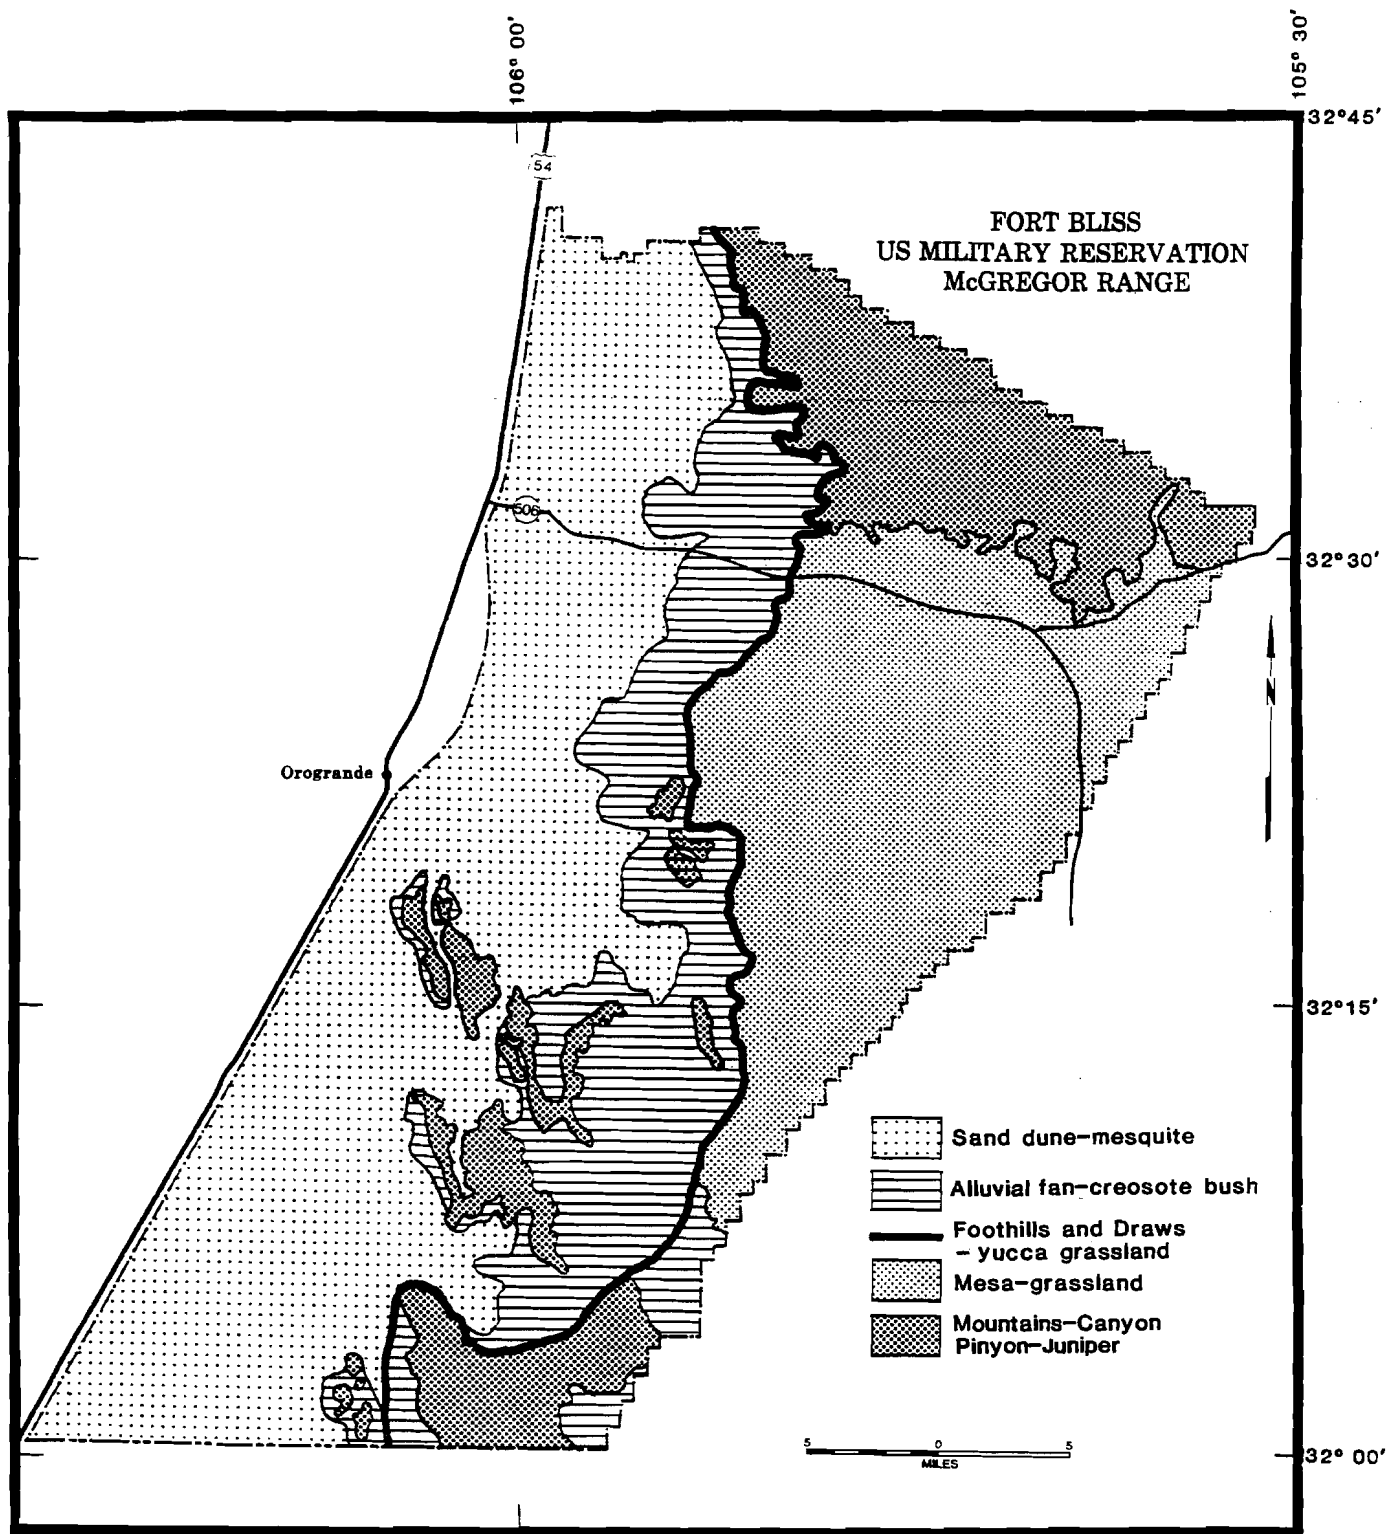 106° 00'
105° 30'
32°45'
54
FORT BLISS
US MILITARY RESERVATION
McGREGOR RANGE
506
32°30'
N
Orogrande
32°15'
Sand dune-mesquite
Alluvial fan-creosote bush
Foothills and Draws
- yucca grassland
Mesa-grassland
Mountains-Canyon
Pinyon-Juniper
5 0 5
MILES
32° 00'